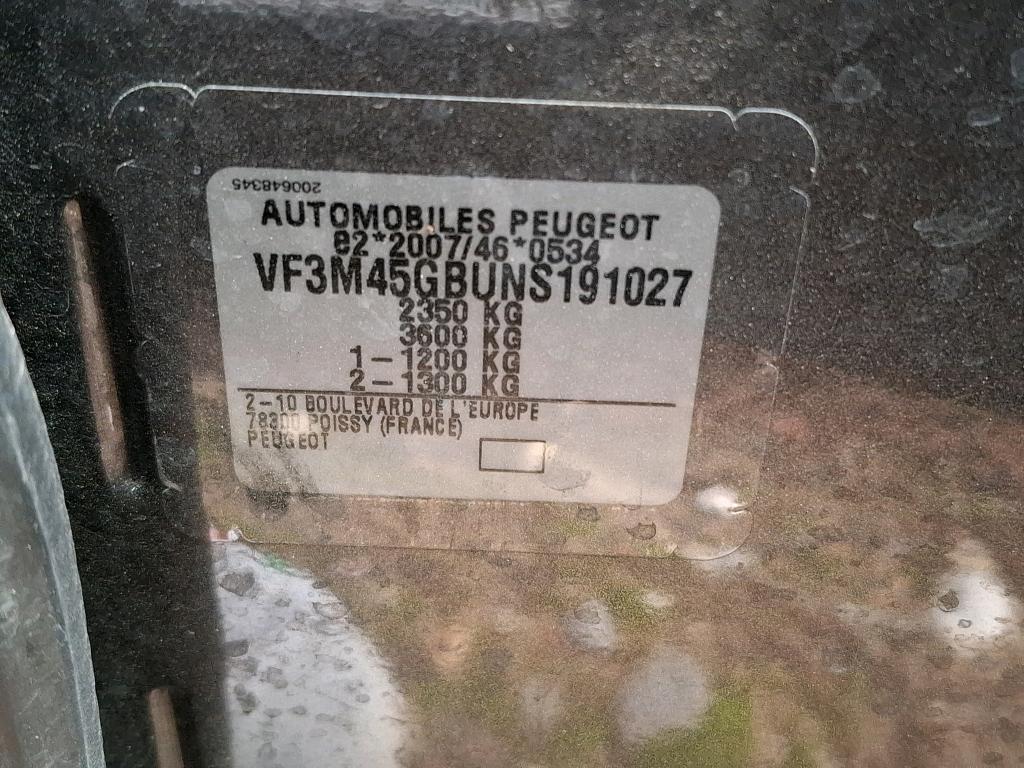 200648345
AUTOMOBILES PEUGEOT
e2*2007/46*0534
VF3M45GBUNS191027
2350 KG
3600 KG
1-1200 KG
2-1300 KG
2-10 BOULEVARD DE L'EUROPE
78300 POISSY (FRANCE)
PEUGEOT